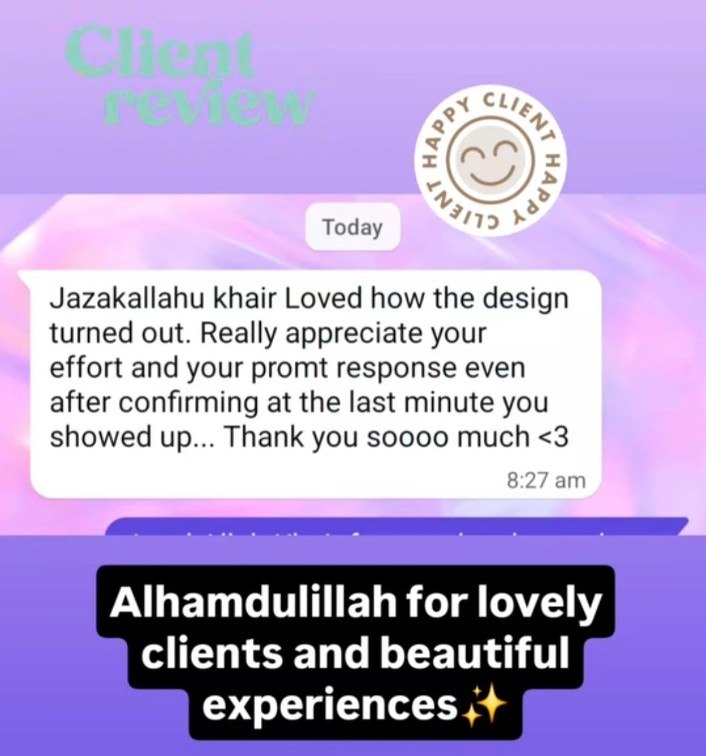 Client
review
HAPPY CLIENT HAPPY CLIENT
Today
Jazakallahu khair Loved how the design
turned out. Really appreciate your
effort and your promt response even
after confirming at the last minute you
showed up... Thank you soooo much <3
8:27 am
Alhamdulillah for lovely
clients and beautiful
experiences✨